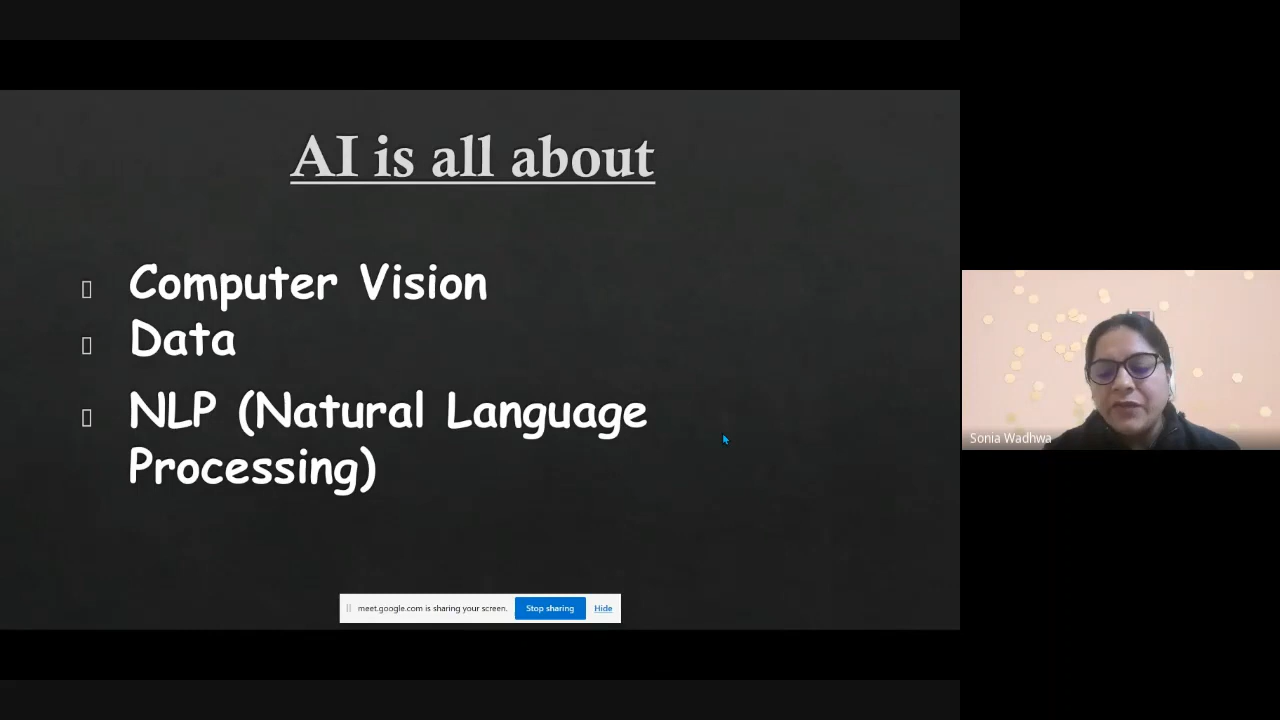 AI is all about
Computer Vision
Data
NLP (Natural Language
Processing)
Sonia Wadhwa
meet.google.com is sharing your screen. Stop sharing Hide